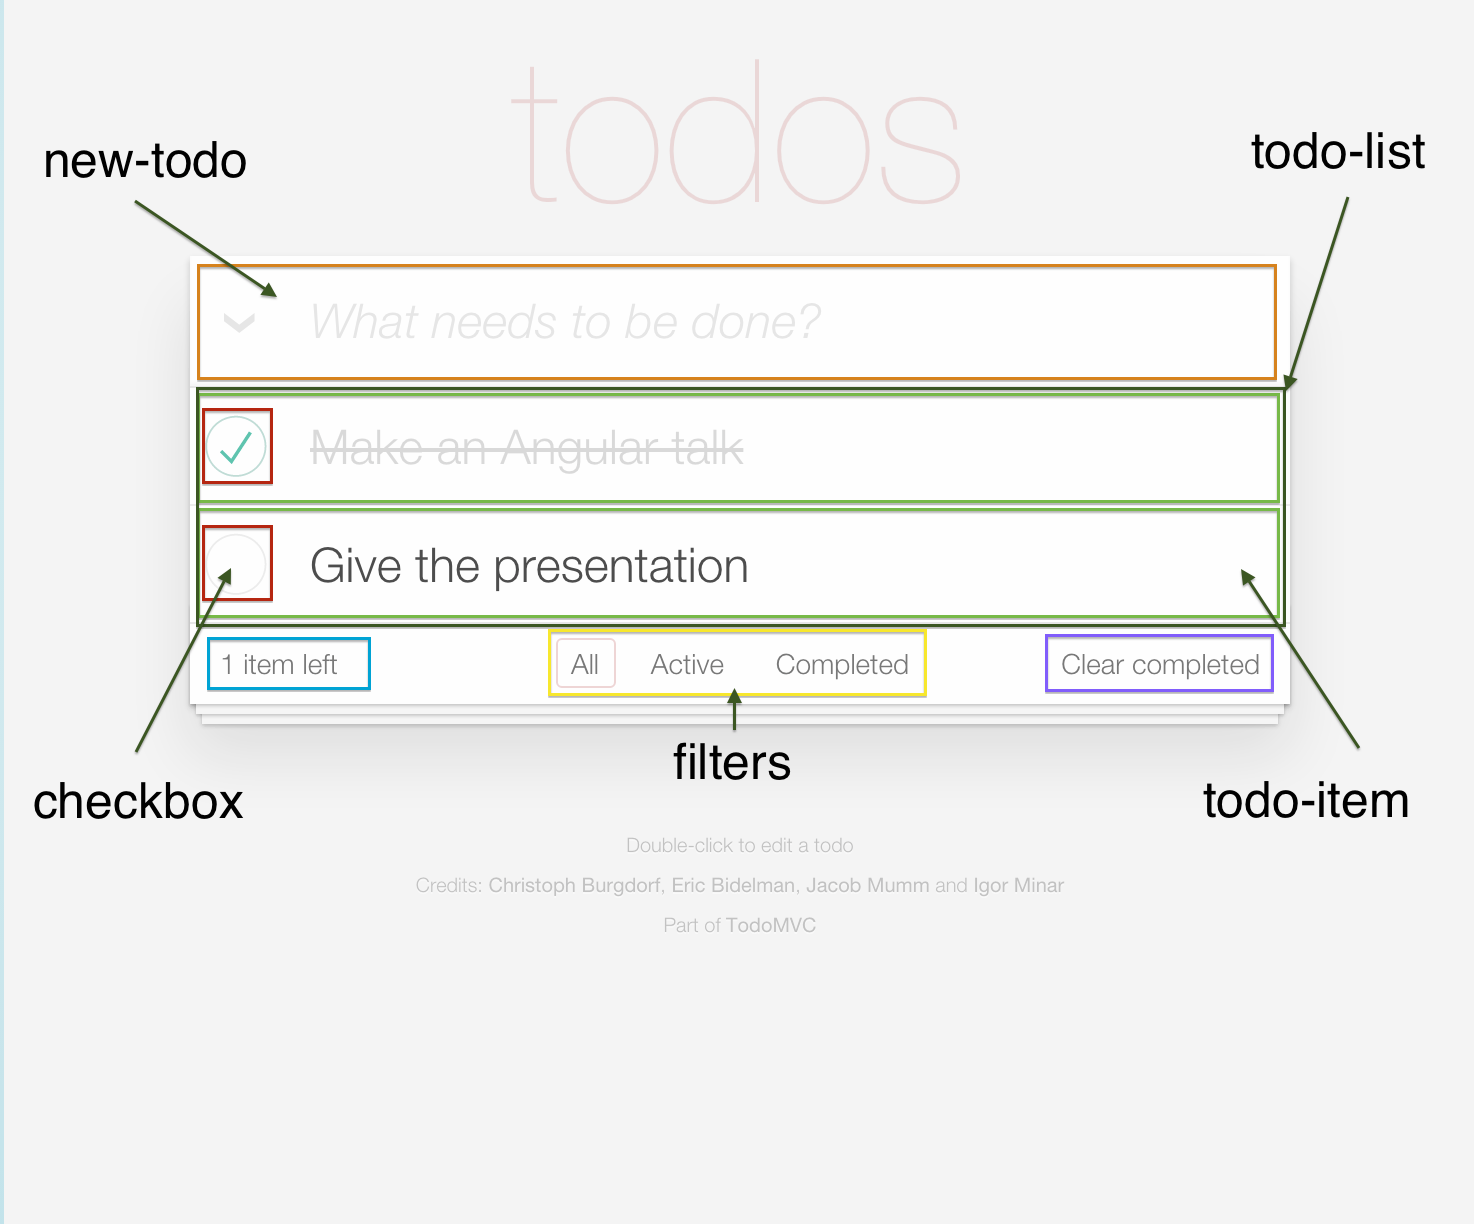 todos
new-todo
todo-list
What needs to be done?
Make an Angular talk
Give the presentation
1 item left
All
Active
Completed
Clear completed
filters
checkbox
todo-item
Double-click to edit a todo
Credits: Christoph Burgdorf, Eric Bidelman, Jacob Mumm and Igor Minar
Part of TodoMVC